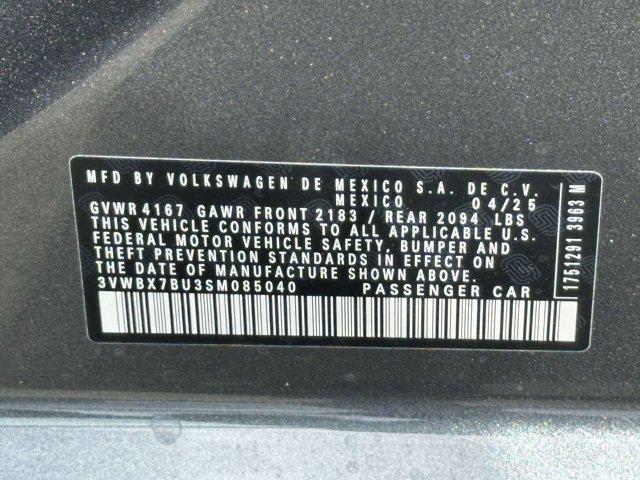 MFD BY VOLKSWAGEN DE MEXICO S.A. DE C.V.
MEXICO 04/25
GVWR 4167 GAWR FRONT 2183 / REAR 2094 LBS
THIS VEHICLE CONFORMS TO ALL APPLICABLE U.S.
FEDERAL MOTOR VEHICLE SAFETY, BUMPER AND
THEFT PREVENTION STANDARDS IN EFFECT ON
THE DATE OF MANUFACTURE SHOWN ABOVE.
3VWBX7BU3SM085040 PASSENGER CAR
1751291 3963 M